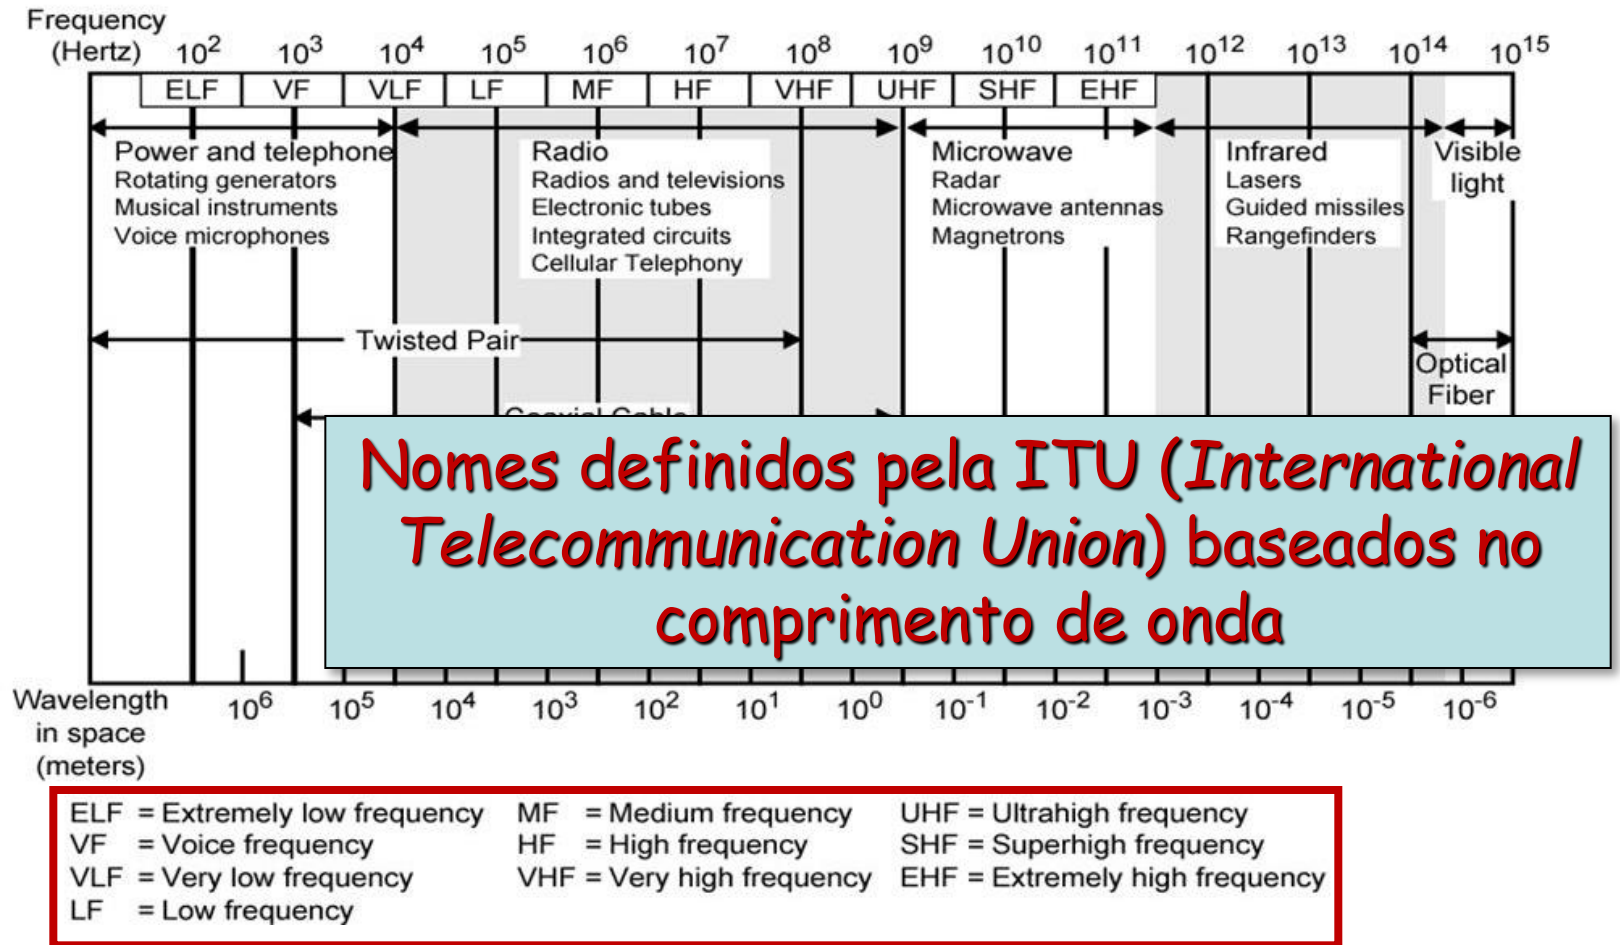 Frequency
(Hertz) 10² 10³ 10⁴ 10⁵ 10⁶ 10⁷ 10⁸ 10⁹ 10¹⁰ 10¹¹ 10¹² 10¹³ 10¹⁴ 10¹⁵
ELF VF VLF LF MF HF VHF UHF SHF EHF
Power and telephone
Rotating generators
Musical instruments
Voice microphones
Radio
Radios and televisions
Electronic tubes
Integrated circuits
Cellular Telephony
Microwave
Radar
Microwave antennas
Magnetrons
Infrared
Lasers
Guided missiles
Rangefinders
Visible
light
Twisted Pair
Optical
Fiber
Coaxial Cable
Nomes definidos pela ITU (International
Telecommunication Union) baseados no
comprimento de onda
Wavelength
in space
(meters)
10⁶ 10⁵ 10⁴ 10³ 10² 10¹ 10⁰ 10⁻¹ 10⁻² 10⁻³ 10⁻⁴ 10⁻⁵ 10⁻⁶
ELF = Extremely low frequency
VF = Voice frequency
VLF = Very low frequency
LF = Low frequency
MF = Medium frequency
HF = High frequency
VHF = Very high frequency
UHF = Ultrahigh frequency
SHF = Superhigh frequency
EHF = Extremely high frequency